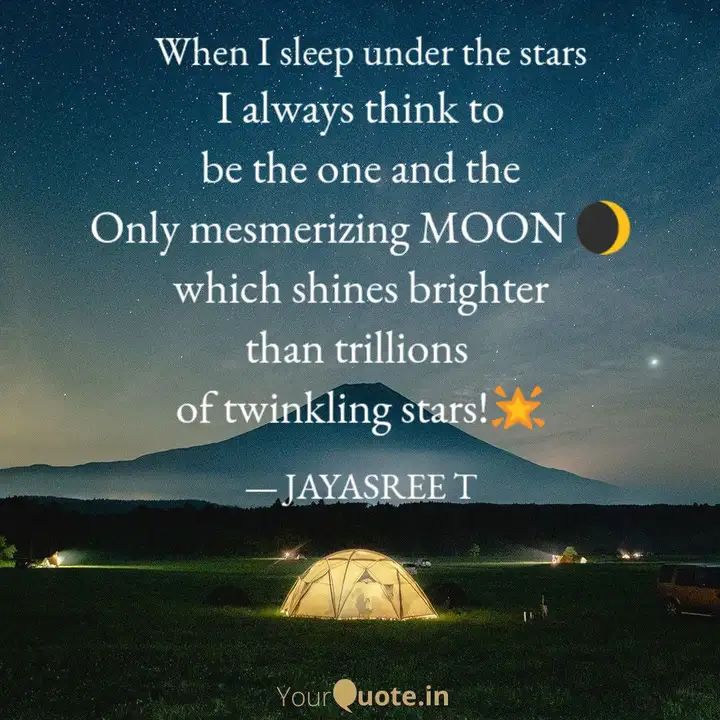 When I sleep under the stars
I always think to
be the one and the
Only mesmerizing MOON 🌒
which shines brighter
than trillions
of twinkling stars!🌟
— JAYASREE T
YourQuote.in